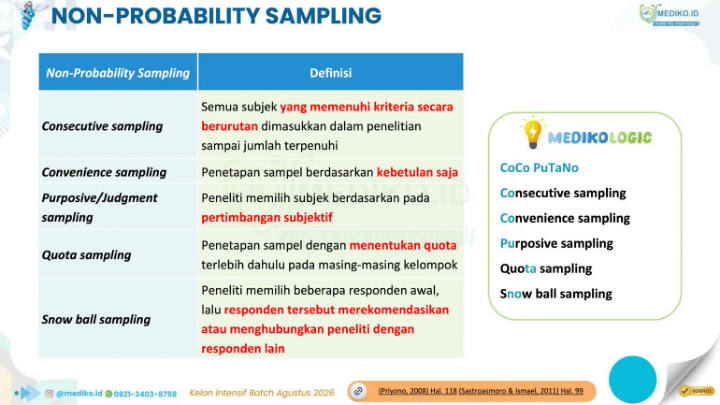 NON-PROBABILITY SAMPLING
MEDIKO.ID
Non-Probability Sampling
Definisi
Consecutive sampling
Semua subjek yang memenuhi kriteria secara
berurutan dimasukkan dalam penelitian
sampai jumlah terpenuhi
Convenience sampling
Penetapan sampel berdasarkan kebetulan saja
Purposive/Judgment
sampling
Peneliti memilih subjek berdasarkan pada
pertimbangan subjektif
Quota sampling
Penetapan sampel dengan menentukan quota
terlebih dahulu pada masing-masing kelompok
Snow ball sampling
Peneliti memilih beberapa responden awal,
lalu responden tersebut merekomendasikan
atau menghubungkan peneliti dengan
responden lain
MEDIKOLOGIC
CoCo PuTaNo
Consecutive sampling
Convenience sampling
Purposive sampling
Quota sampling
Snow ball sampling
@mediko.id
0821-3403-8758
Kelon Intensif Batch Agustus 2026
(Priyono, 2008) Hal. 118 (Sastroasmoro & Ismael, 2011) Hal. 99
VERIFIED